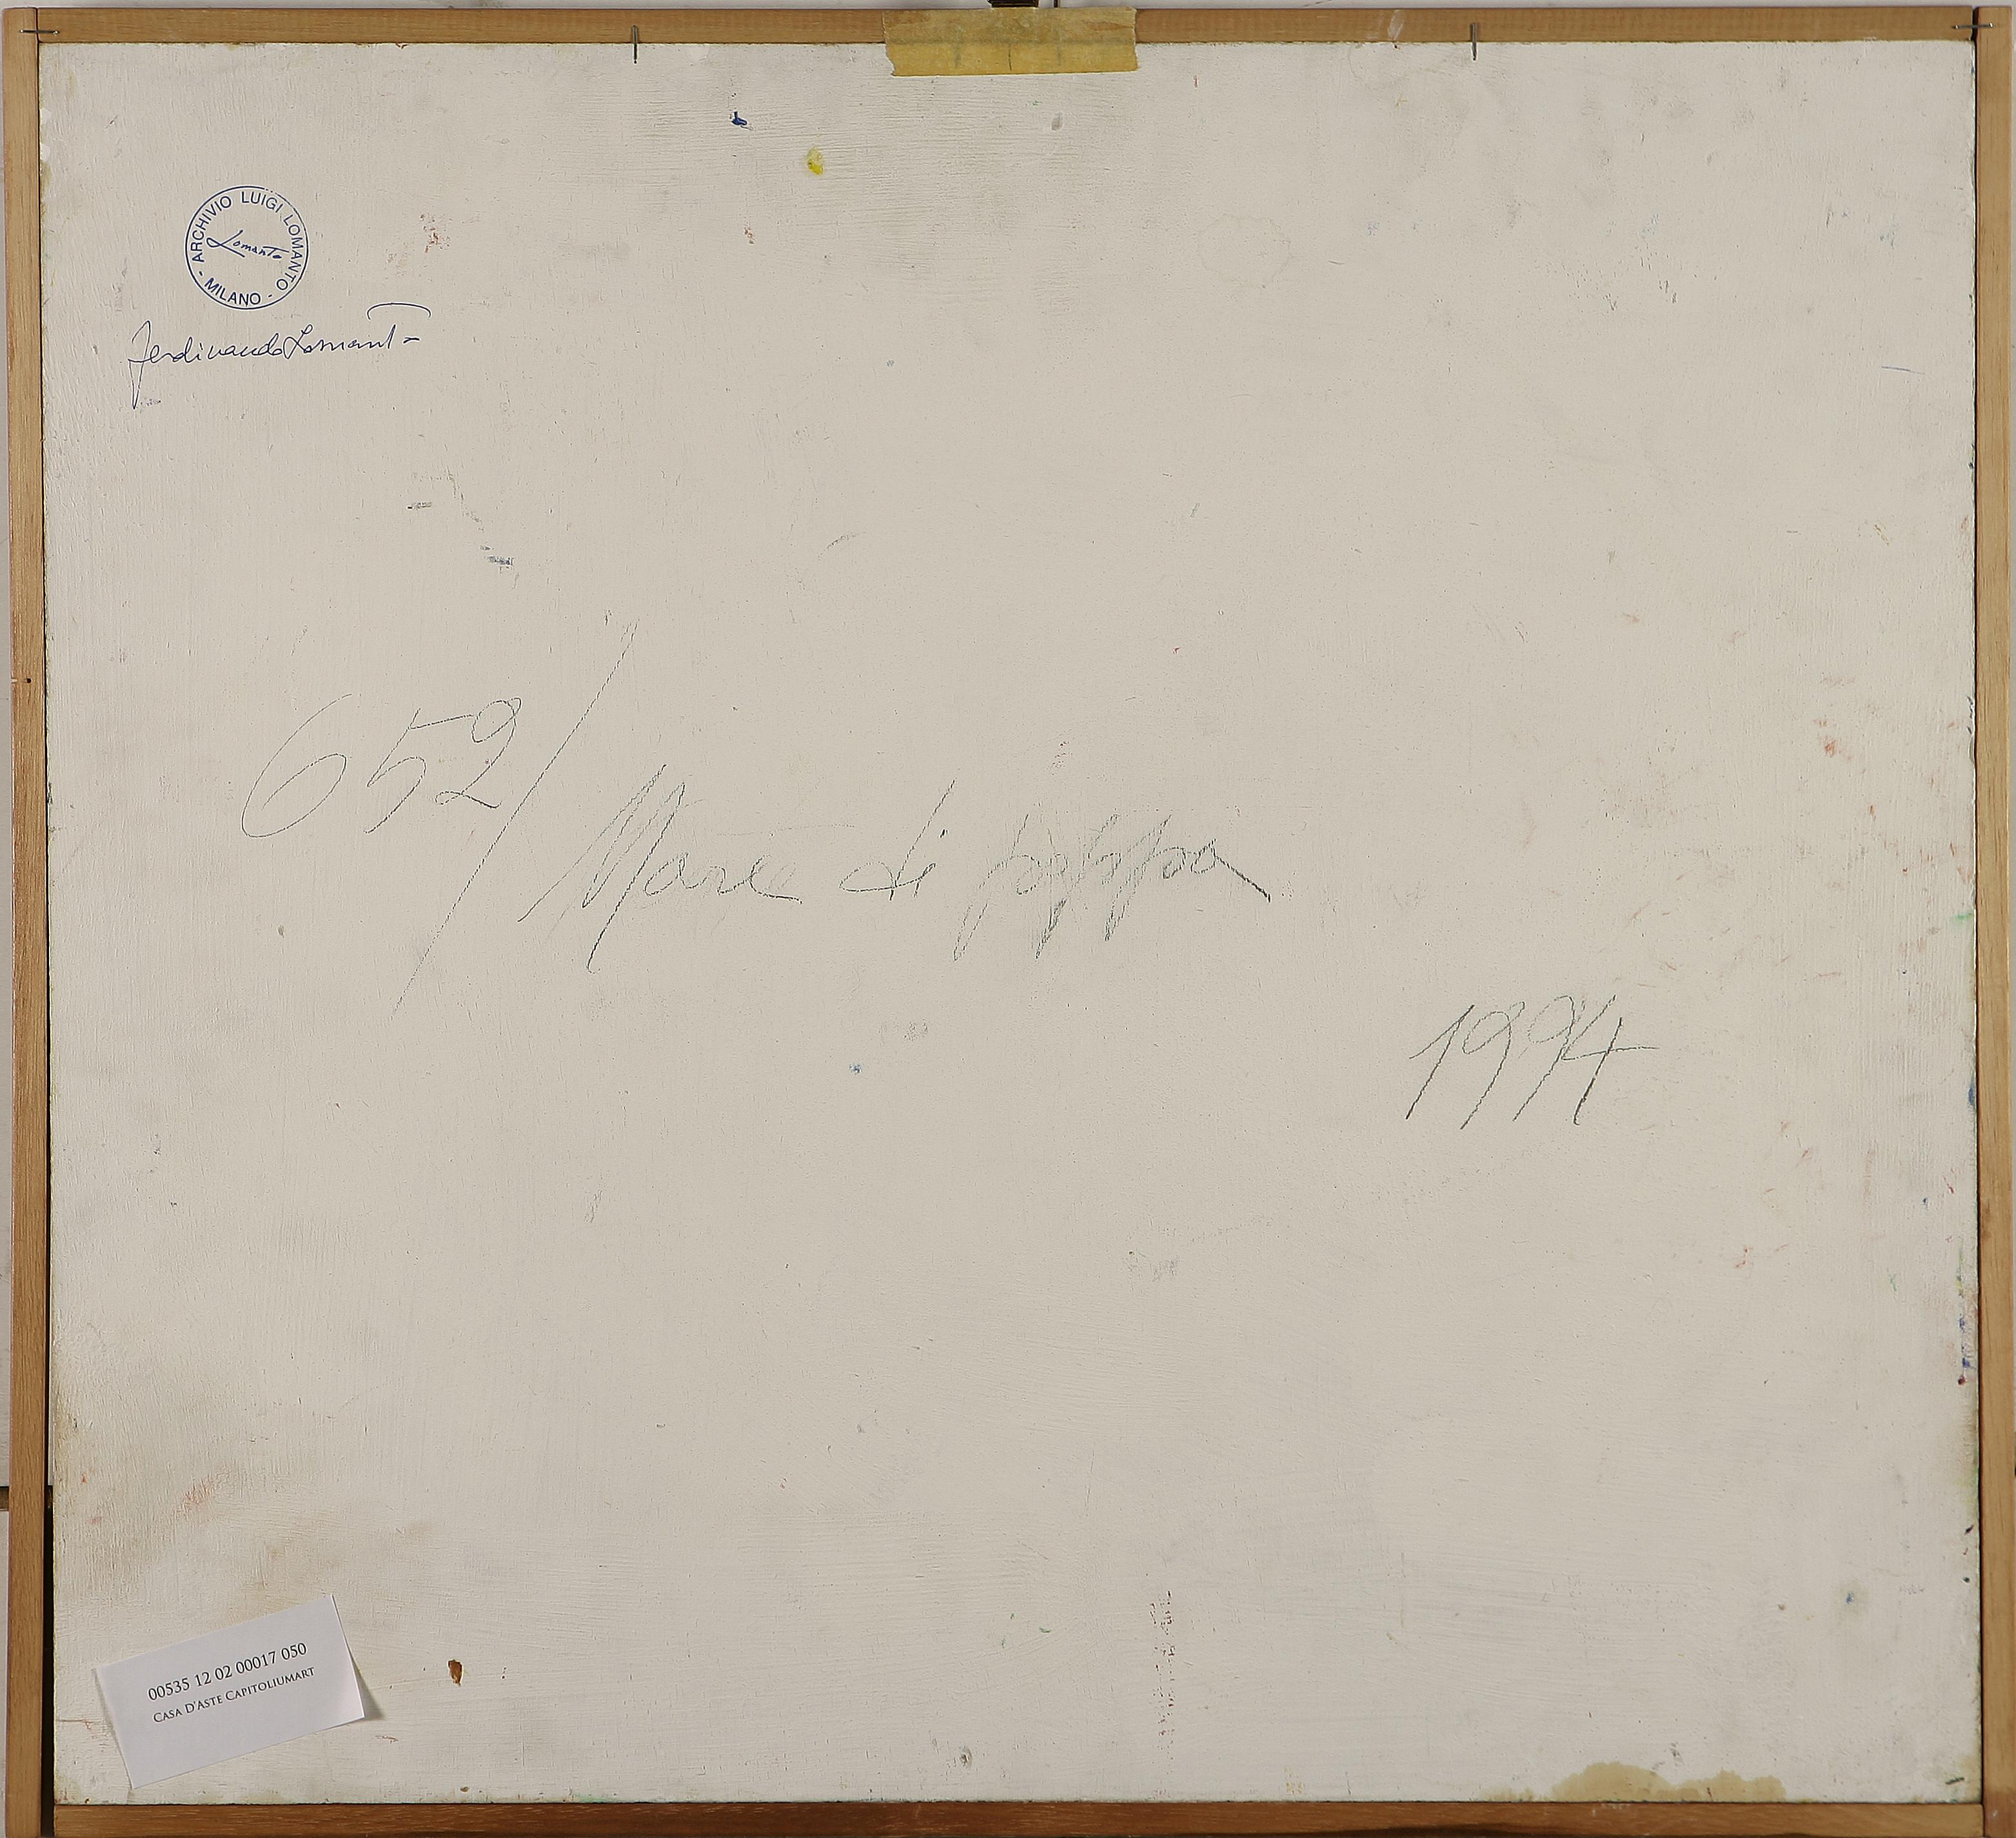 ARCHIVIO LUIGI LOMANTO
Lomanto
- MILANO -
Ferdinando Lomanto
652/ Mare di poppa
1994
00535 12 02 00017 050
CASA D'ASTE CAPITOLIUMART